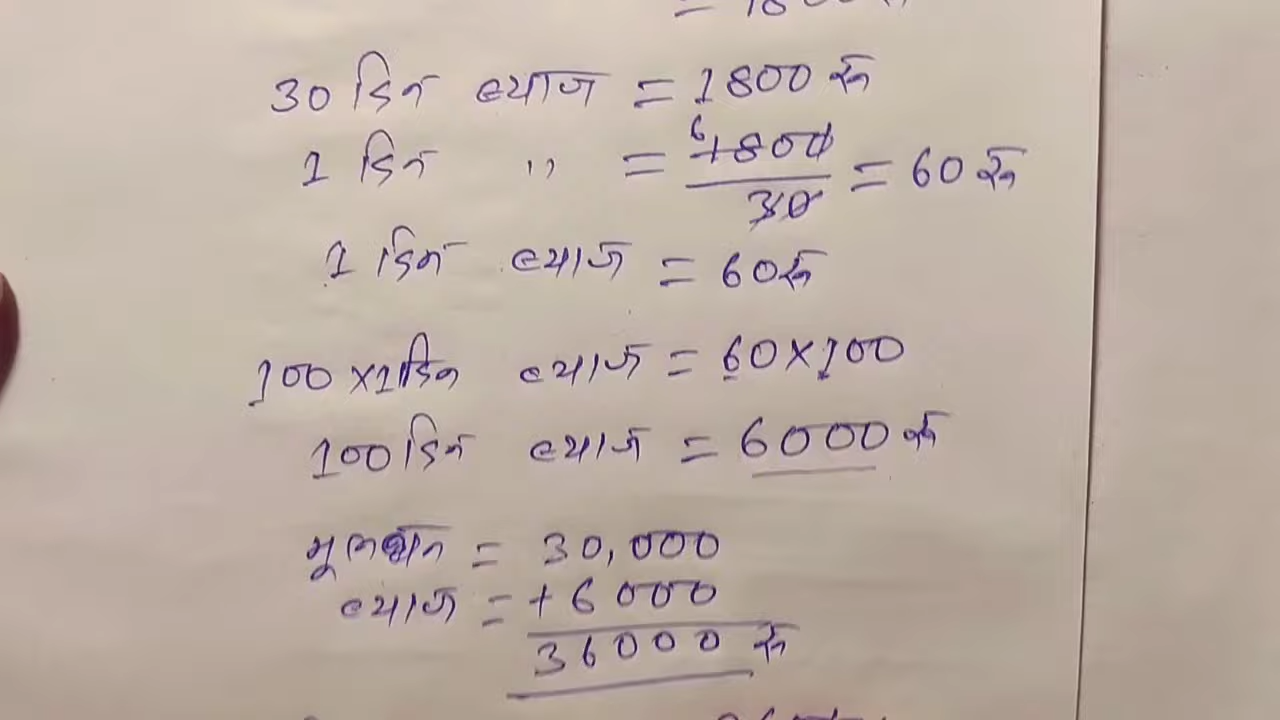 = 1800 रु
30 दिन ब्याज = 1800 रु
1 दिन ,, = 1800/30 = 60 रु
1 दिन ब्याज = 60 रु
100 x 1 दिन ब्याज = 60 x 100
100 दिन ब्याज = 6000 रु
मूलधन = 30,000
ब्याज = + 6000
36000 रु